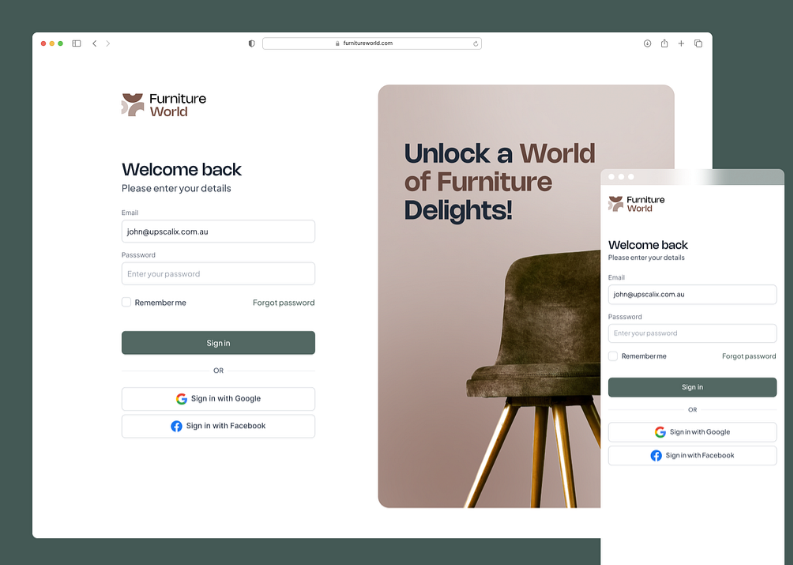 furnitureworld.com
Furniture
World
Welcome back
Please enter your details
Email
john@upscalix.com.au
Passsword
Enter your password
Remember me
Forgot password
Sign in
OR
Sign in with Google
Sign in with Facebook
Unlock a World
of Furniture
Delights!
Furniture
World
Welcome back
Please enter your details
Email
john@upscalix.com.au
Passsword
Enter your password
Remember me
Forgot password
Sign in
OR
Sign in with Google
Sign in with Facebook